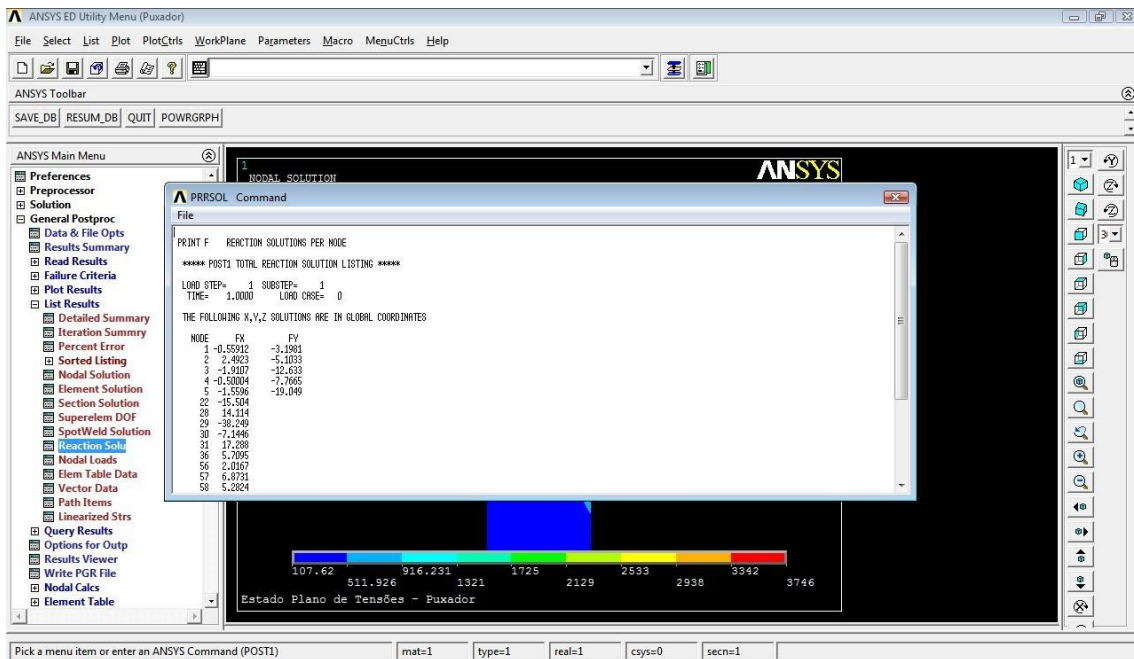 ANSYS ED Utility Menu (Puxador)
File Select List Plot PlotCtrls WorkPlane Parameters Macro MenuCtrls Help
ANSYS Toolbar
SAVE_DB RESUM_DB QUIT POWRGRPH
ANSYS Main Menu
Preferences
Preprocessor
Solution
General Postproc
Data & File Opts
Results Summary
Read Results
Failure Criteria
Plot Results
List Results
Detailed Summary
Iteration Summry
Percent Error
Sorted Listing
Nodal Solution
Element Solution
Section Solution
Superelem DOF
SpotWeld Solution
Reaction Solu
Nodal Loads
Elem Table Data
Vector Data
Path Items
Linearized Strs
Query Results
Options for Outp
Results Viewer
Write PGR File
Nodal Calcs
Element Table
1
NODAL SOLUTION
ANSYS
PRRSOL Command
File
PRINT F REACTION SOLUTIONS PER NODE
***** POST1 TOTAL REACTION SOLUTION LISTING *****
LOAD STEP= 1 SUBSTEP= 1
TIME= 1.0000 LOAD CASE= 0
THE FOLLOWING X,Y,Z SOLUTIONS ARE IN GLOBAL COORDINATES
NODE FX FY
1 -0.55912 -3.1981
2 2.4923 -5.1033
3 -1.9107 -12.633
4 -0.50004 -7.7665
5 -1.5596 -19.049
22 -15.504
28 14.114
29 -38.249
30 -7.1446
31 17.288
36 5.7095
56 2.0167
57 6.8731
58 5.2824
107.62 916.231 1725 2533 3342
511.926 1321 2129 2938 3746
Estado Plano de Tensões - Puxador
1
Pick a menu item or enter an ANSYS Command (POST1) mat=1 type=1 real=1 csys=0 secn=1